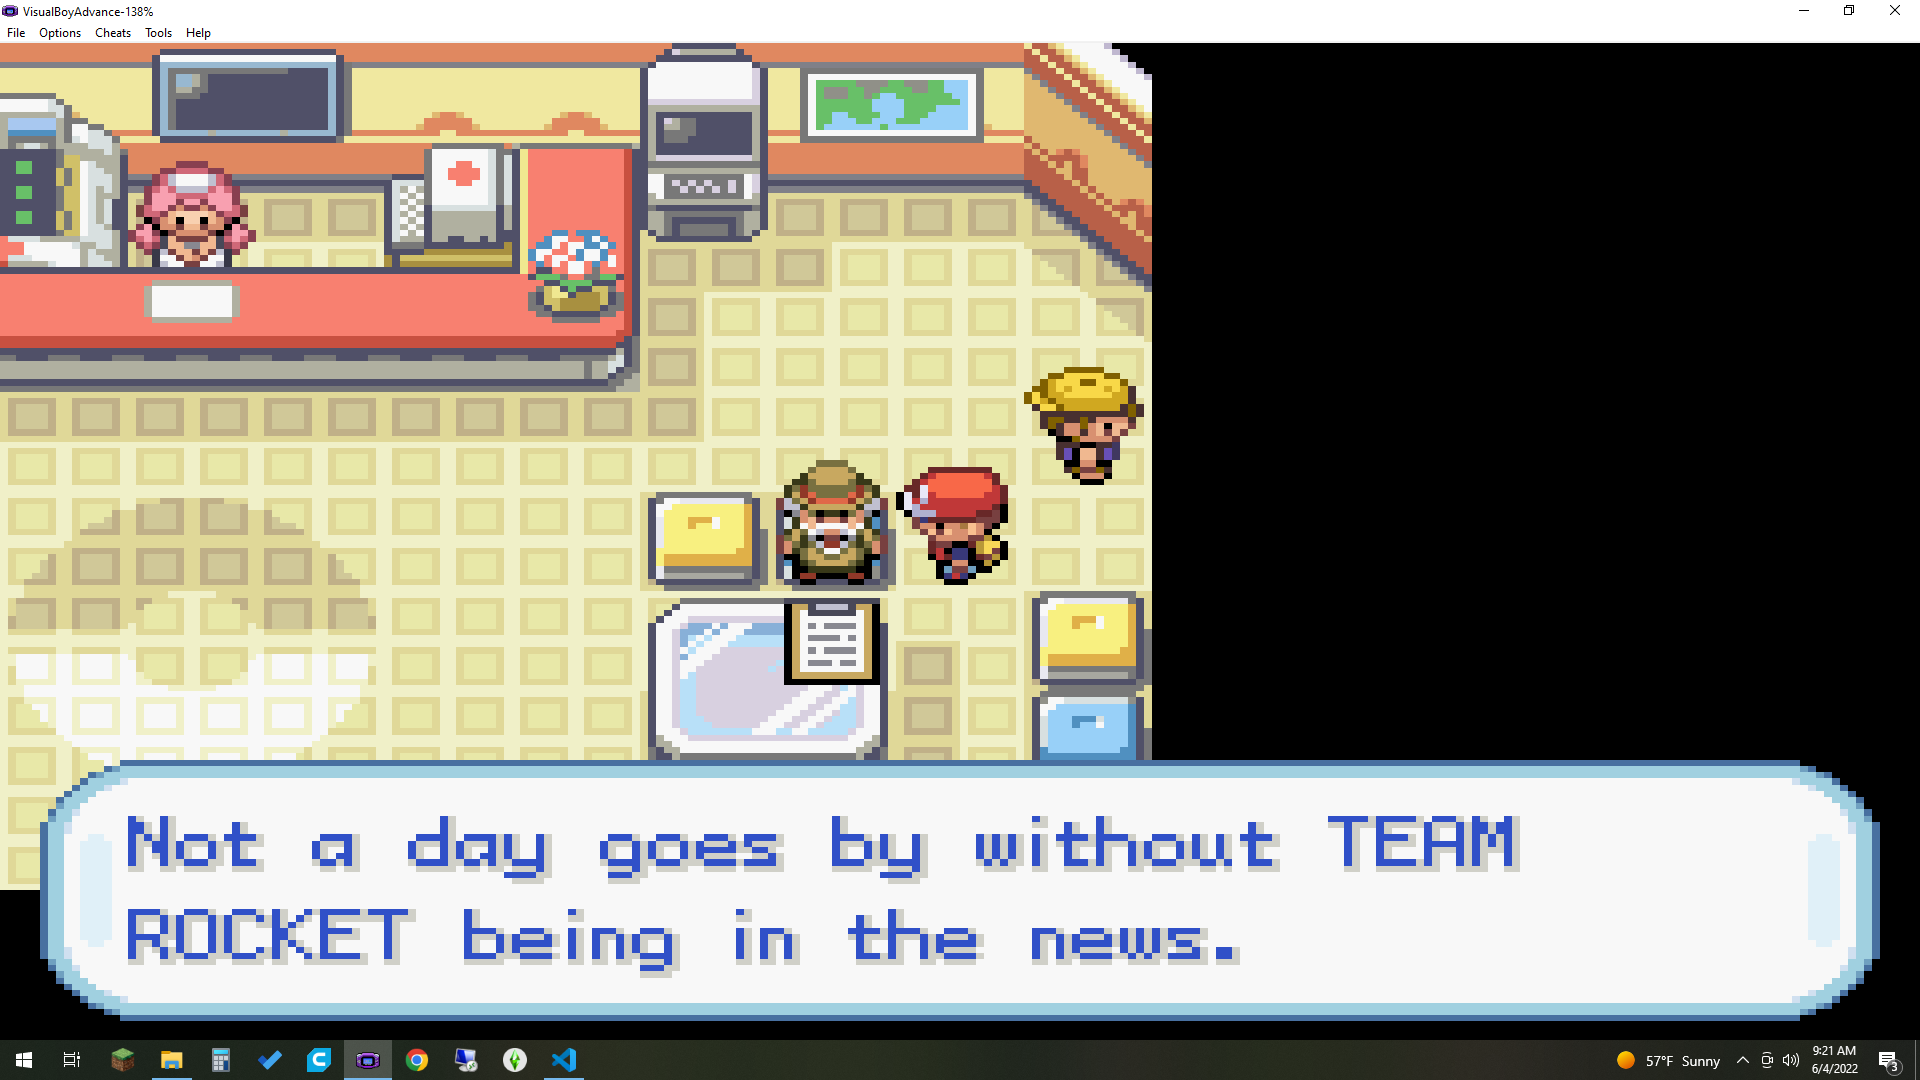 VisualBoyAdvance-138%
File Options Cheats Tools Help
Not a day goes by without TEAM
ROCKET being in the news.
57°F Sunny
9:21 AM
6/4/2022
3